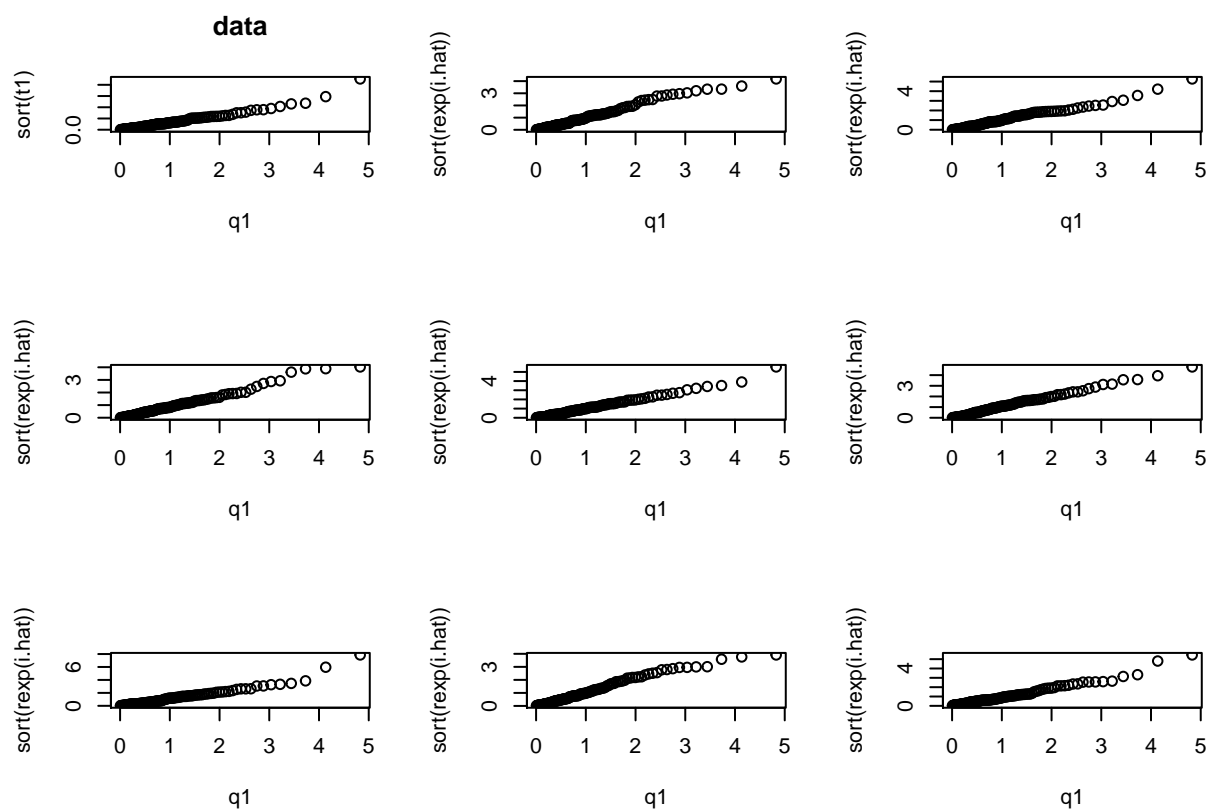 data
sort(t1)
0.0
0 1 2 3 4 5
q1
sort(rexp(i.hat))
0 3
0 1 2 3 4 5
q1
sort(rexp(i.hat))
0 4
0 1 2 3 4 5
q1
sort(rexp(i.hat))
0 3
0 1 2 3 4 5
q1
sort(rexp(i.hat))
0 4
0 1 2 3 4 5
q1
sort(rexp(i.hat))
0 3
0 1 2 3 4 5
q1
sort(rexp(i.hat))
0 6
0 1 2 3 4 5
q1
sort(rexp(i.hat))
0 3
0 1 2 3 4 5
q1
sort(rexp(i.hat))
0 4
0 1 2 3 4 5
q1